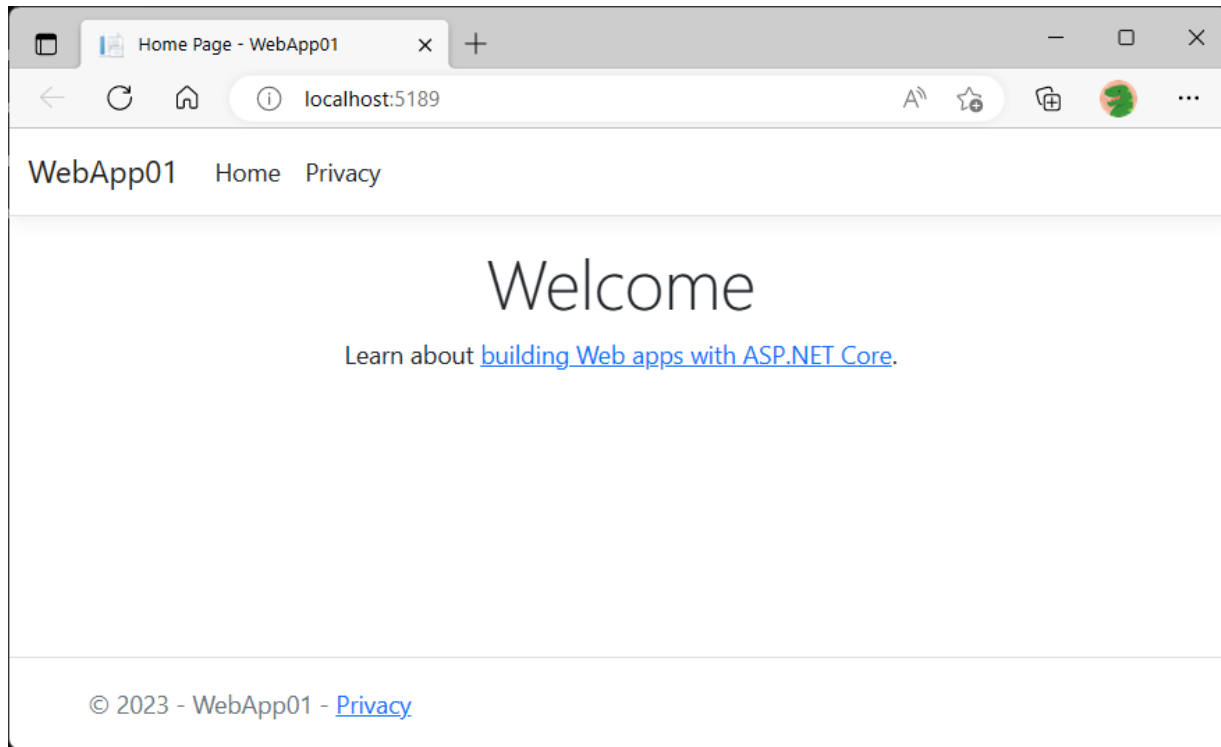 Home Page - WebApp01
localhost:5189
WebApp01 Home Privacy
Welcome
Learn about building Web apps with ASP.NET Core.
© 2023 - WebApp01 - Privacy